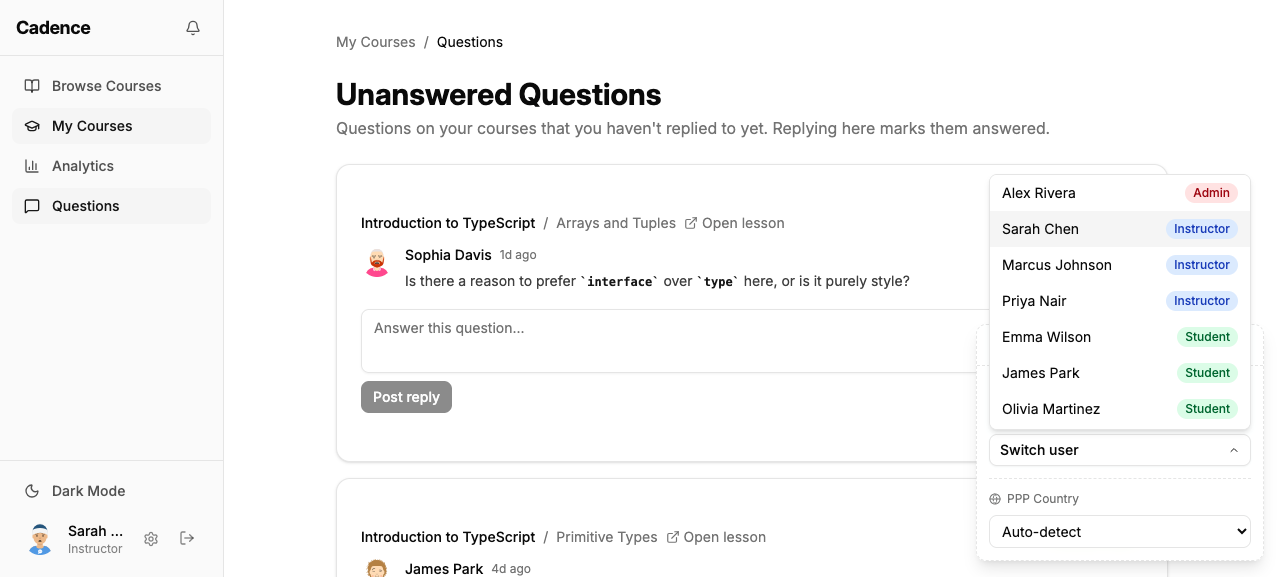 Cadence
Browse Courses
My Courses
Analytics
Questions
Dark Mode
Sarah ...
Instructor
My Courses / Questions
Unanswered Questions
Questions on your courses that you haven't replied to yet. Replying here marks them answered.
Introduction to TypeScript / Arrays and Tuples Open lesson
Sophia Davis 1d ago
Is there a reason to prefer `interface` over `type` here, or is it purely style?
Answer this question...
Post reply
Introduction to TypeScript / Primitive Types Open lesson
James Park 4d ago
Alex Rivera Admin
Sarah Chen Instructor
Marcus Johnson Instructor
Priya Nair Instructor
Emma Wilson Student
James Park Student
Olivia Martinez Student
Switch user
PPP Country
Auto-detect